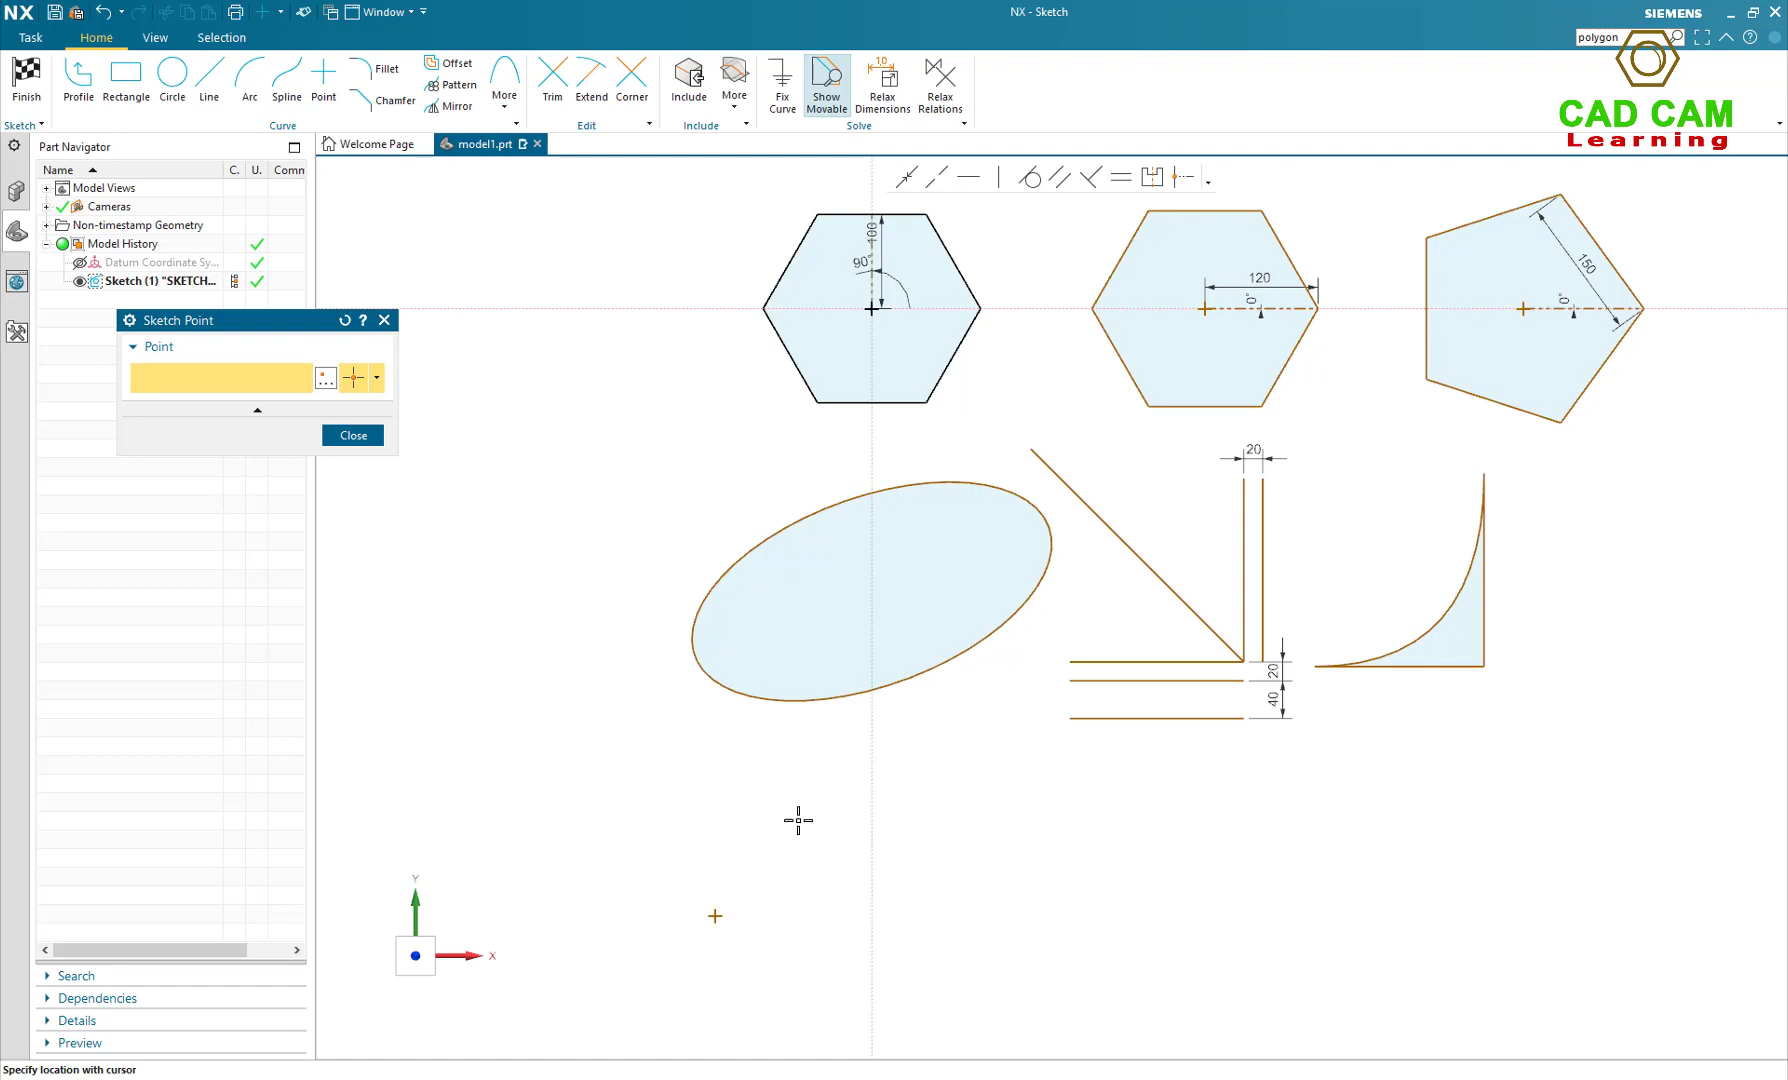 NX
Window
NX - Sketch
SIEMENS
Task
Home
View
Selection
polygon
Finish
Profile
Rectangle
Circle
Line
Arc
Spline
Point
Fillet
Chamfer
Offset
Pattern
Mirror
More
Trim
Extend
Corner
Include
More
Fix Curve
Show Movable
Relax Dimensions
Relax Relations
Sketch
Curve
Edit
Include
Solve
CAD CAM
Learning
Part Navigator
Welcome Page
model1.prt
Name
C.
U.
Comn
Model Views
Cameras
Non-timestamp Geometry
Model History
Datum Coordinate Sy...
Sketch (1) "SKETCH...
Sketch Point
Point
Close
100
90°
120
0°
150
0°
20
20
40
Y
X
Search
Dependencies
Details
Preview
Specify location with cursor